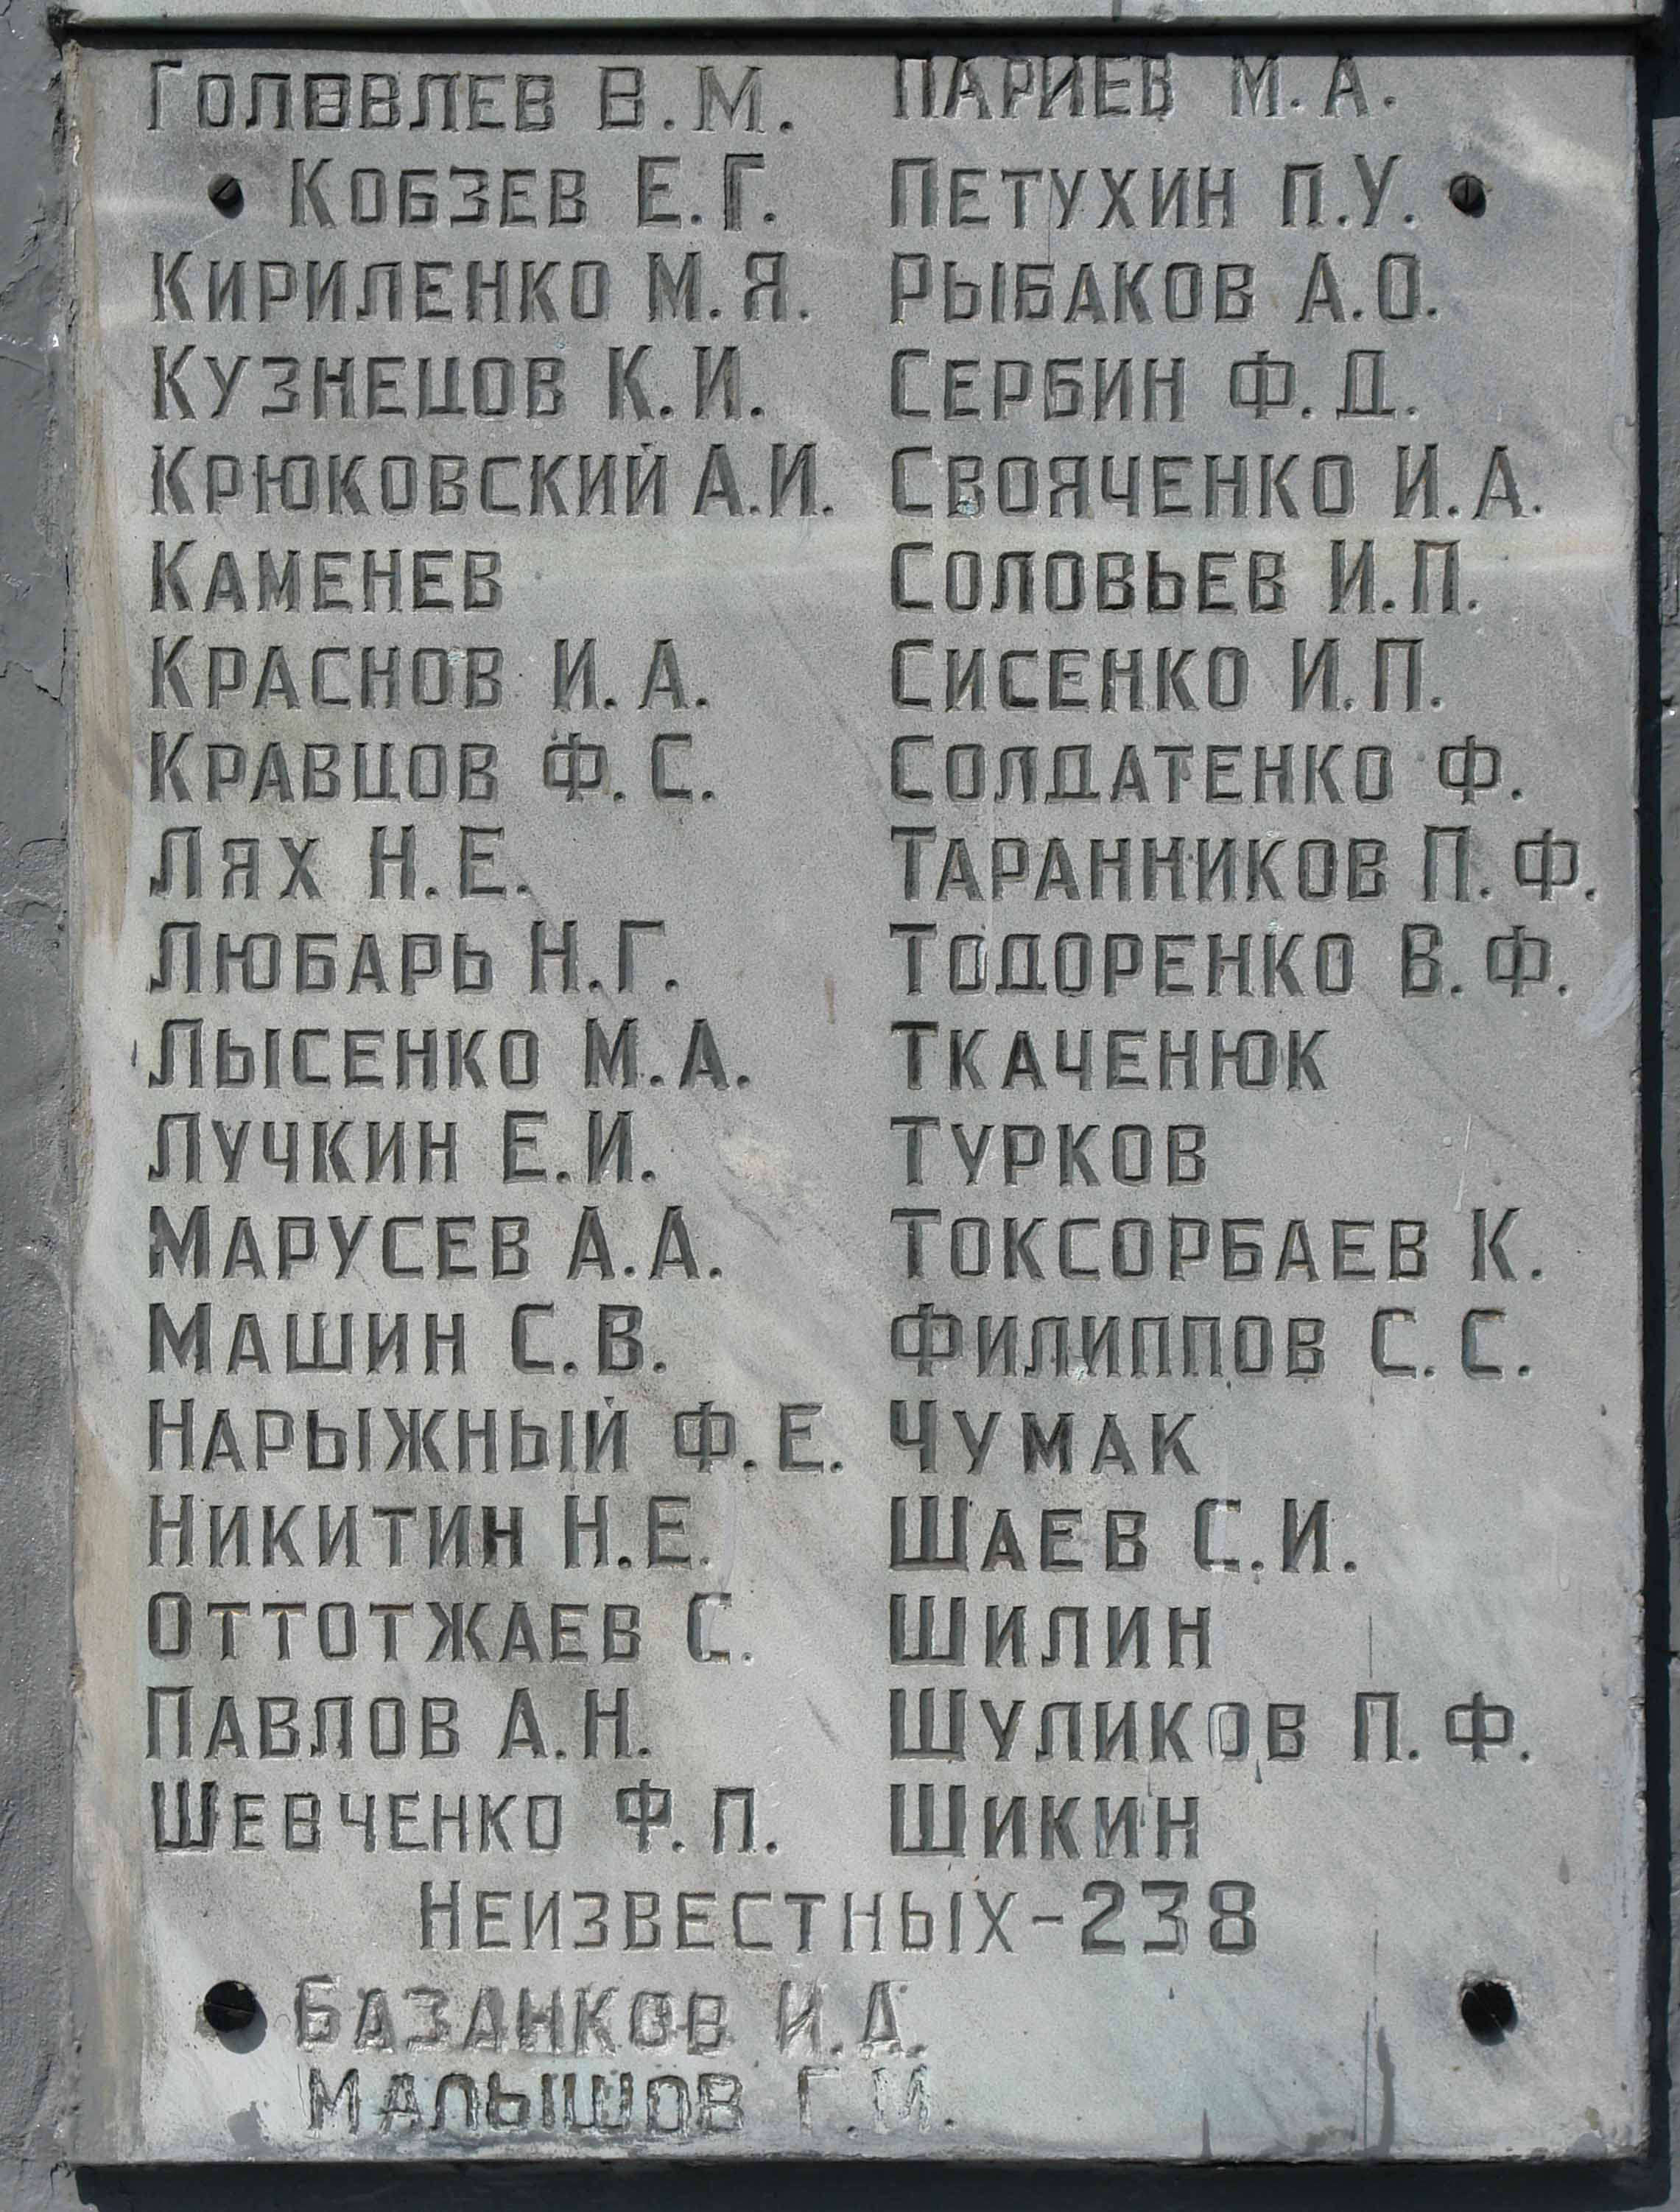 Головлев В.М. Париев М.А.
Кобзев Е.Г. Петухин П.У.
Кириленко М.Я. Рыбаков А.О.
Кузнецов К.И. Сербин Ф.Д.
Крюковский А.И. Свояченко И.А.
Каменев Соловьев И.П.
Краснов И.А. Сисенко И.П.
Кравцов Ф.С. Солдатенко Ф.
Лях Н.Е. Таранников П.Ф.
Любарь Н.Г. Тодоренко В.Ф.
Лысенко М.А. Ткаченюк
Лучкин Е.И. Турков
Марусев А.А. Токсорбаев К.
Машин С.В. Филиппов С.С.
Нарыжный Ф.Е. Чумак
Никитин Н.Е. Шаев С.И.
Оттотжаев С. Шилин
Павлов А.Н. Шуликов П.Ф.
Шевченко Ф.П. Шикин
Неизвестных-238
Базанков И.Д.
Малышов Г.И.